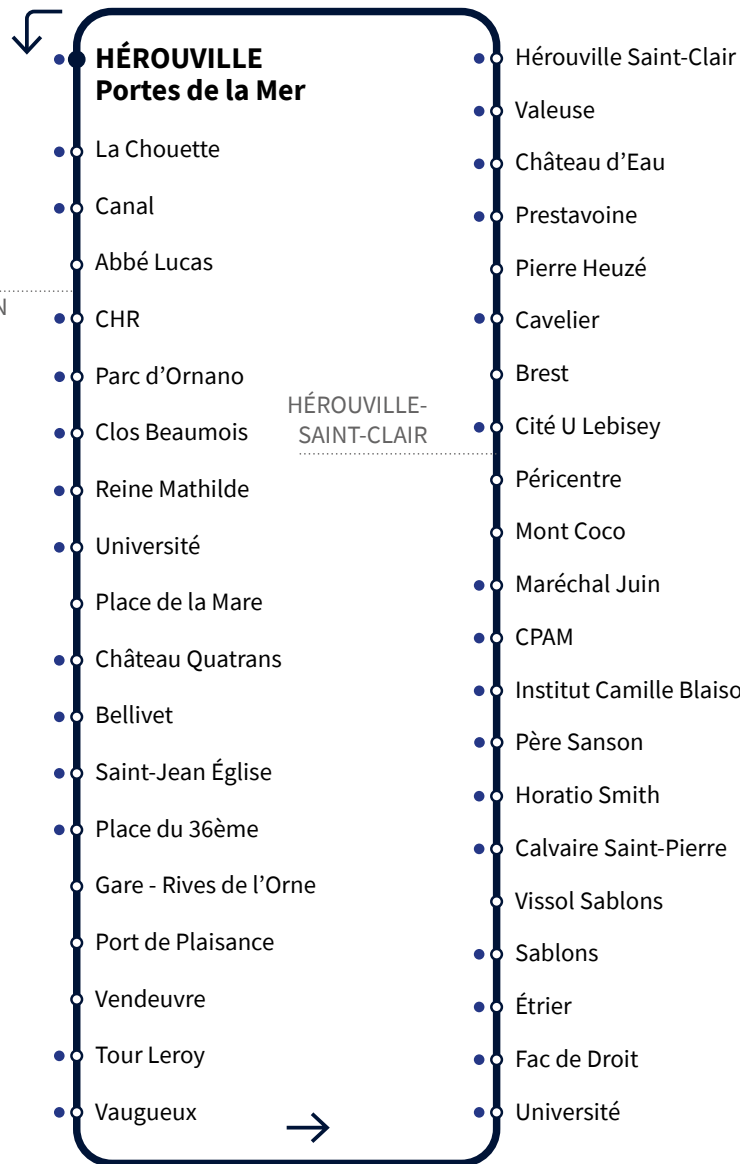 HÉROUVILLE
Portes de la Mer
La Chouette
Canal
Abbé Lucas
CHR
Parc d'Ornano
Clos Beaumois
Reine Mathilde
Université
Place de la Mare
Château Quatrans
Bellivet
Saint-Jean Église
Place du 36ème
Gare - Rives de l'Orne
Port de Plaisance
Vendeuvre
Tour Leroy
Vaugueux
HÉROUVILLE-
SAINT-CLAIR
Hérouville Saint-Clair
Valeuse
Château d'Eau
Prestavoine
Pierre Heuzé
Cavelier
Brest
Cité U Lebisey
Péricentre
Mont Coco
Maréchal Juin
CPAM
Institut Camille Blaiso
Père Sanson
Horatio Smith
Calvaire Saint-Pierre
Vissol Sablons
Sablons
Étrier
Fac de Droit
Université